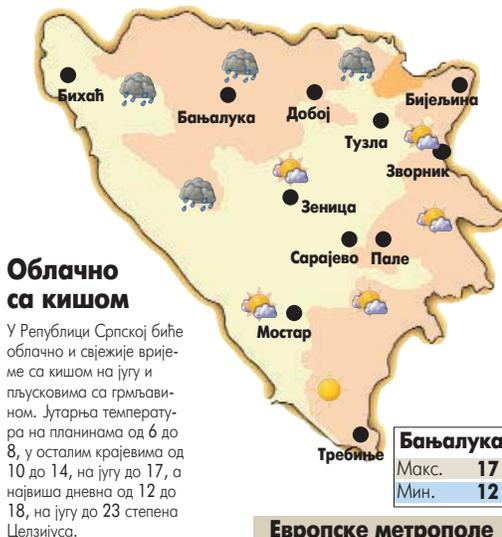 Бихаћ
Бањалука
Добој
Бијељина
Тузла
Зворник
Зеница
Сарајево
Пале
Мостар
Требиње
Облачно
са кишом
У Републици Српској биће
облачно и свјежије врије-
ме са кишом на југу и
пљусковима са грмљави-
ном. Јутарња температу-
ра на планинама од 6 до
8, у осталим крајевима од
10 до 14, на југу до 17, а
највиша дневна од 12 до
18, на југу до 23 степена
Целзијуса.
Бањалука
Макс. 17
Мин. 12
Европске метрополе